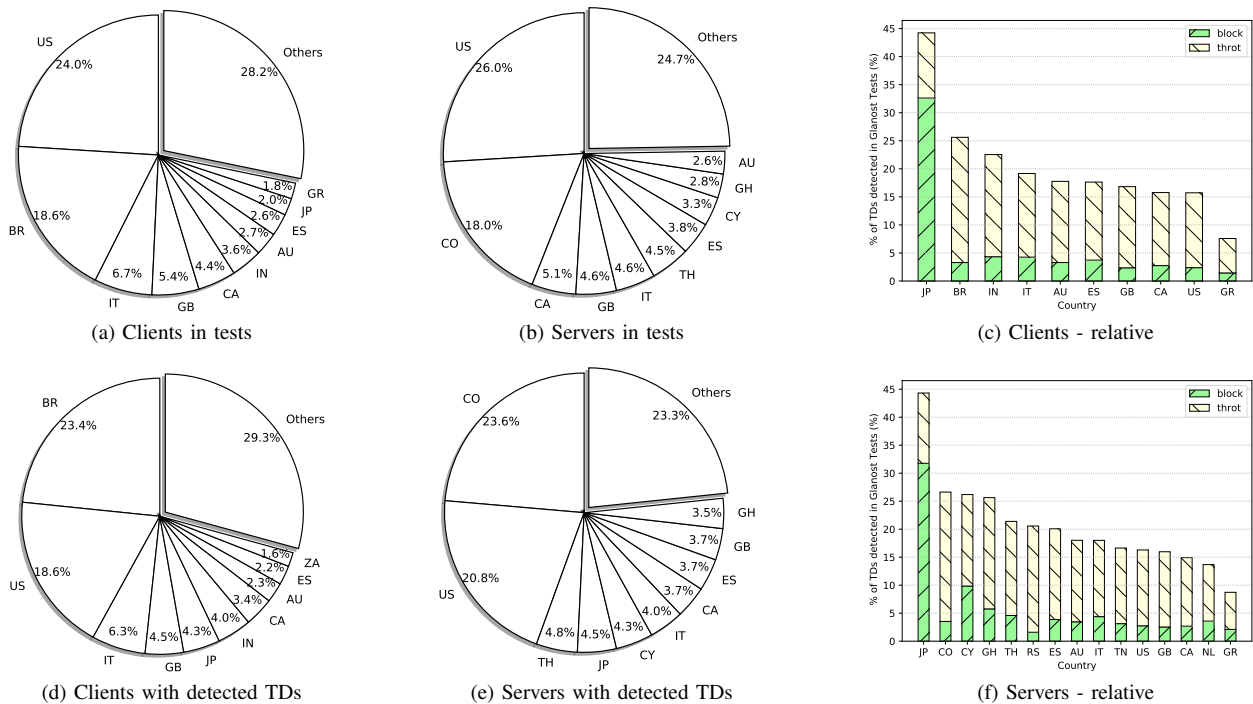 US
24.0%
Others
28.2%
BR
18.6%
IT
6.7%
GB
5.4%
CA
4.4%
IN
3.6%
AU
2.7%
ES
2.6%
JP
2.0%
GR
1.8%
(a) Clients in tests
US
26.0%
Others
24.7%
CO
18.0%
CA
5.1%
GB
4.6%
IT
4.6%
TH
4.5%
ES
3.8%
CY
3.3%
GH
2.8%
AU
2.6%
(b) Servers in tests
% of TDs detected in Glanost Tests (%)
45
40
35
30
25
20
15
10
5
0
block
throt
JP BR IN IT AU ES GB CA US GR
Country
(c) Clients - relative
BR
23.4%
Others
29.3%
US
18.6%
IT
6.3%
GB
4.5%
JP
4.3%
IN
4.0%
CA
3.4%
AU
2.3%
ES
2.2%
ZA
1.6%
(d) Clients with detected TDs
CO
23.6%
Others
23.3%
US
20.8%
TH
4.8%
JP
4.5%
CY
4.3%
IT
4.0%
CA
3.7%
ES
3.7%
GB
3.7%
GH
3.5%
(e) Servers with detected TDs
% of TDs detected in Glanost Tests (%)
45
40
35
30
25
20
15
10
5
0
block
throt
JP CO CY GH TH RS ES AU IT TN US GB CA NL GR
Country
(f) Servers - relative